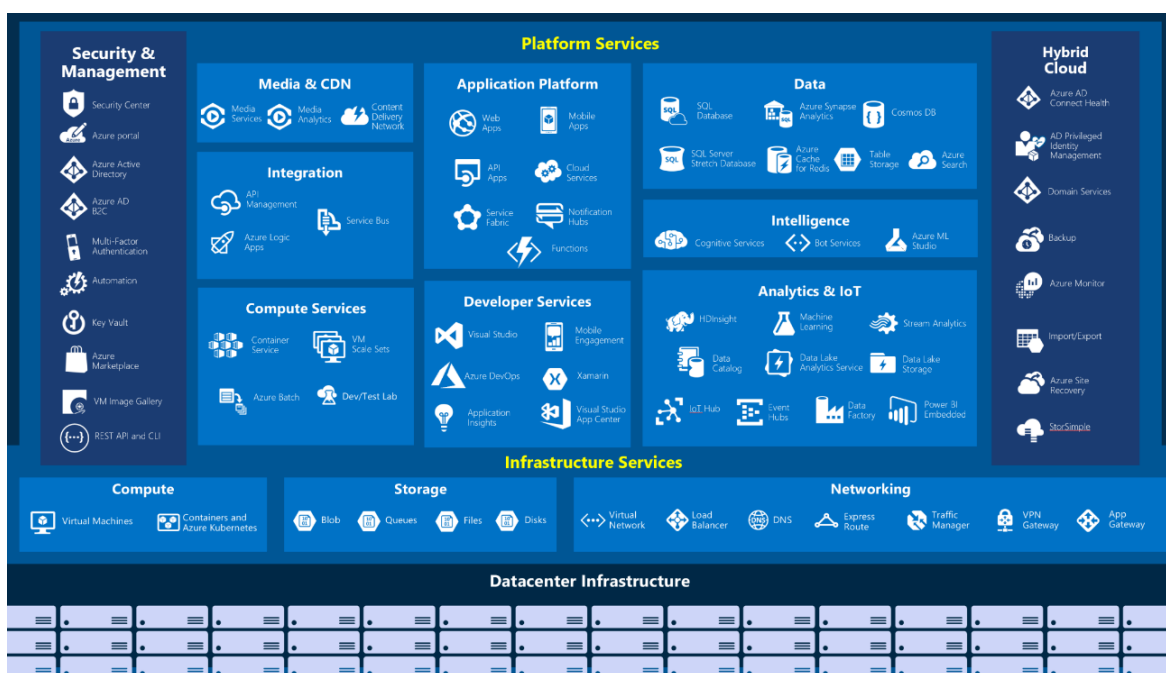 Platform Services
Security &
Management
Security Center
Azure portal
Azure Active
Directory
Azure AD
B2C
Multi-Factor
Authentication
Automation
Key Vault
Azure
Marketplace
VM Image Gallery
REST API and CLI
Media & CDN
Media
Services
Media
Analytics
Content
Delivery
Network
Integration
API
Management
Service Bus
Azure Logic
Apps
Compute Services
Container
Service
VM
Scale Sets
Azure Batch
Dev/Test Lab
Application Platform
Web
Apps
Mobile
Apps
API
Apps
Cloud
Services
Service
Fabric
Notification
Hubs
Functions
Developer Services
Visual Studio
Mobile
Engagement
Azure DevOps
Xamarin
Application
Insights
Visual Studio
App Center
Data
SQL
SQL
Database
Azure Synapse
Analytics
Cosmos DB
SQL
SQL Server
Stretch Database
Azure
Cache
for Redis
Table
Storage
Azure
Search
Intelligence
Cognitive Services
Bot Services
Azure ML
Studio
Analytics & IoT
HDInsight
Machine
Learning
Stream Analytics
Data
Catalog
Data Lake
Analytics Service
Data Lake
Storage
IoT Hub
Event
Hubs
Data
Factory
Power BI
Embedded
Hybrid
Cloud
Azure AD
Connect Health
AD Privileged
Identity
Management
Domain Services
Backup
Azure Monitor
Import/Export
Azure Site
Recovery
StorSimple
Infrastructure Services
Compute
Virtual Machines
Containers and
Azure Kubernetes
Storage
Blob
Queues
Files
Disks
Networking
Virtual
Network
Load
Balancer
DNS
DNS
Express
Route
Traffic
Manager
VPN
Gateway
App
Gateway
Datacenter Infrastructure